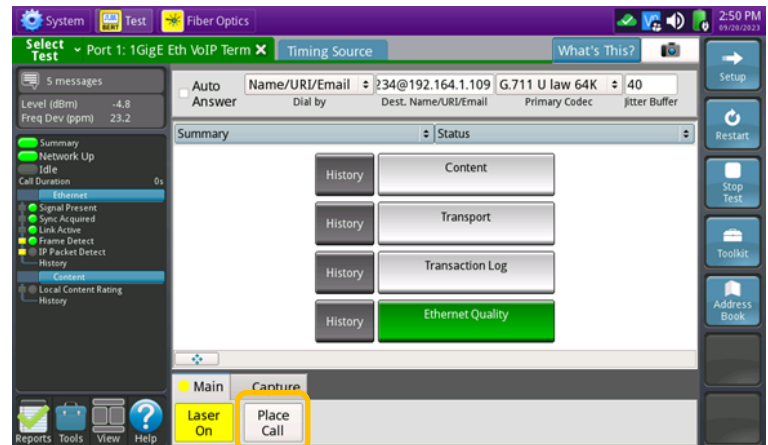 System
BERT
Test
Fiber Optics
2:50 PM
09/20/2023
Select Test
Port 1: 1GigE Eth VoIP Term
Timing Source
What's This?
5 messages
Level (dBm) -4.8
Freq Dev (ppm) 23.2
Summary
Network Up
Idle
Call Duration 0s
Ethernet
Signal Present
Sync Acquired
Link Active
Frame Detect
IP Packet Detect
History
Content
Local Content Rating
History
Reports
Tools
View
Help
Auto Answer
Name/URI/Email
234@192.164.1.109
G.711 U law 64K
40
Dial by
Dest. Name/URI/Email
Primary Codec
Jitter Buffer
Summary
Status
History
Content
History
Transport
History
Transaction Log
History
Ethernet Quality
Main
Capture
Laser On
Place Call
Setup
Restart
Stop Test
Toolkit
Address Book